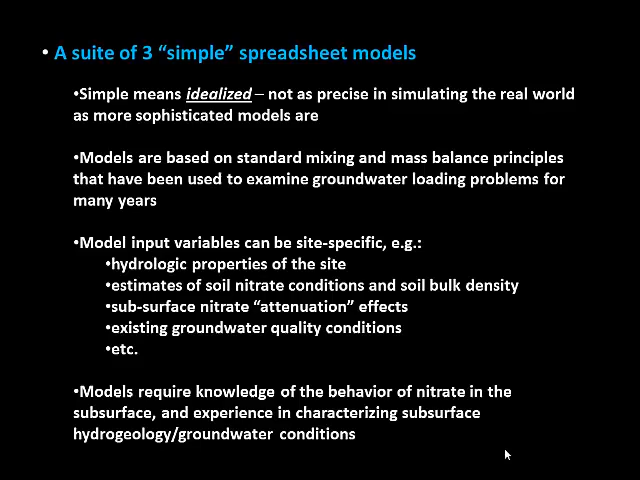 • A suite of 3 “simple” spreadsheet models
•Simple means idealized – not as precise in simulating the real world
as more sophisticated models are
•Models are based on standard mixing and mass balance principles
that have been used to examine groundwater loading problems for
many years
•Model input variables can be site-specific, e.g.:
•hydrologic properties of the site
•estimates of soil nitrate conditions and soil bulk density
•sub-surface nitrate “attenuation” effects
•existing groundwater quality conditions
•etc.
•Models require knowledge of the behavior of nitrate in the
subsurface, and experience in characterizing subsurface
hydrogeology/groundwater conditions